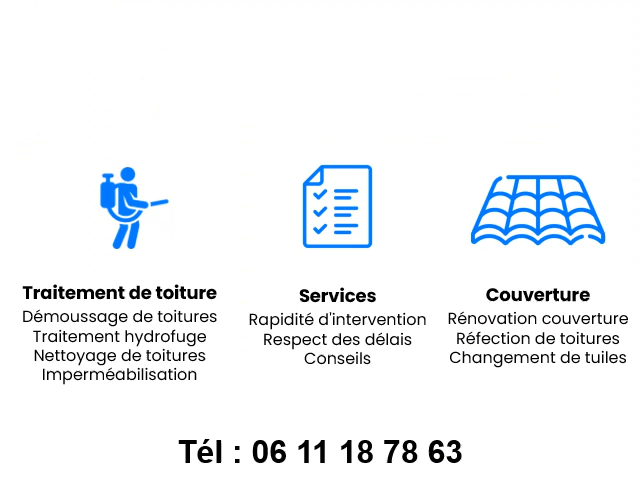 Traitement de toiture
Démoussage de toitures
Traitement hydrofuge
Nettoyage de toitures
Imperméabilisation
Services
Rapidité d'intervention
Respect des délais
Conseils
Couverture
Rénovation couverture
Réfection de toitures
Changement de tuiles
Tél : 06 11 18 78 63